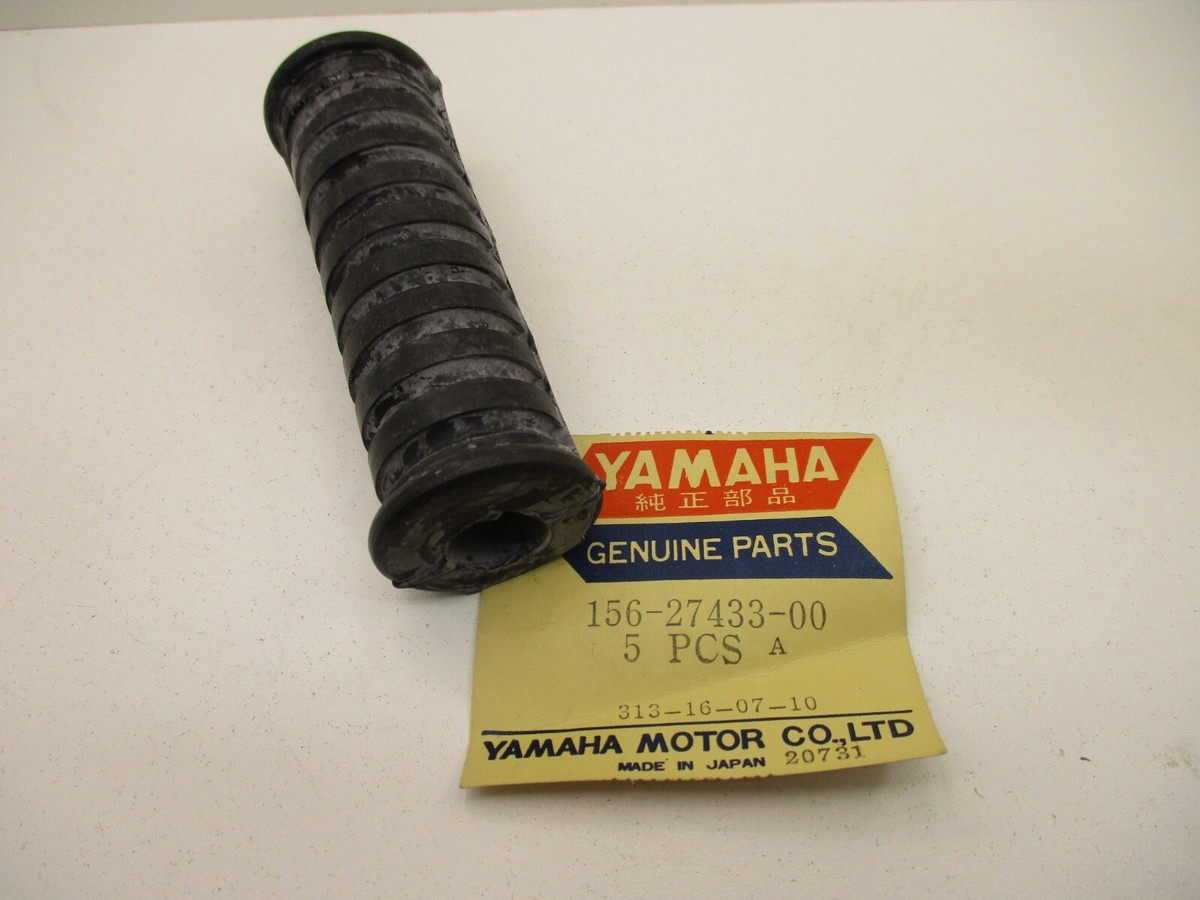 YAMAHA
純正部品
GENUINE PARTS
156-27433-00
5 PCS A
313-16-07-10
YAMAHA MOTOR CO.,LTD
MADE IN JAPAN 20731